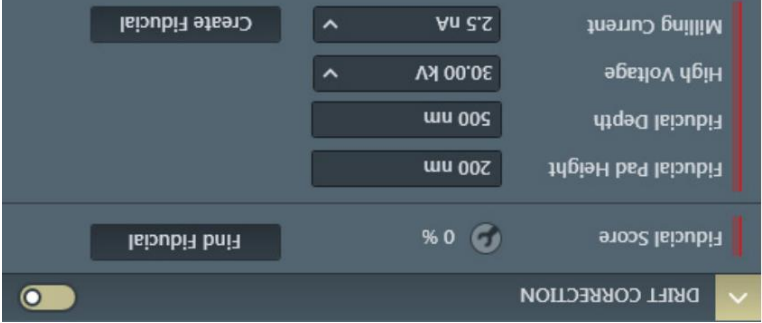 DRIFT CORRECTION
Fiducial Score 0 % Find Fiducial
Fiducial Pad Height 200 nm
Fiducial Depth 500 nm
High Voltage 30.00 kV
Milling Current 2.5 nA Create Fiducial